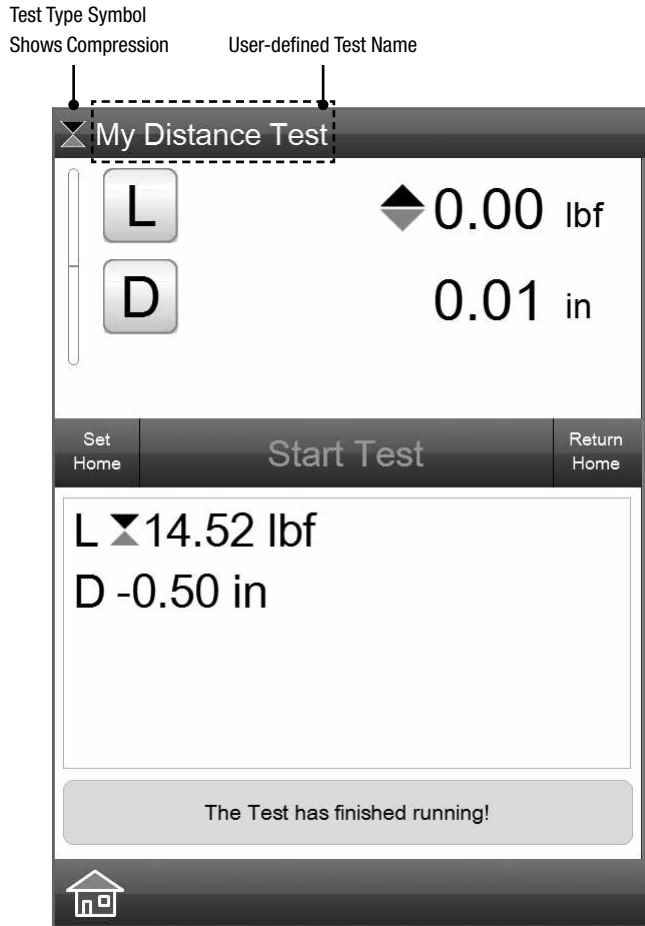 Test Type Symbol
Shows Compression
User-defined Test Name
My Distance Test
L
0.00 lbf
D
0.01 in
Set
Home
Start Test
Return
Home
L 14.52 lbf
D -0.50 in
The Test has finished running!